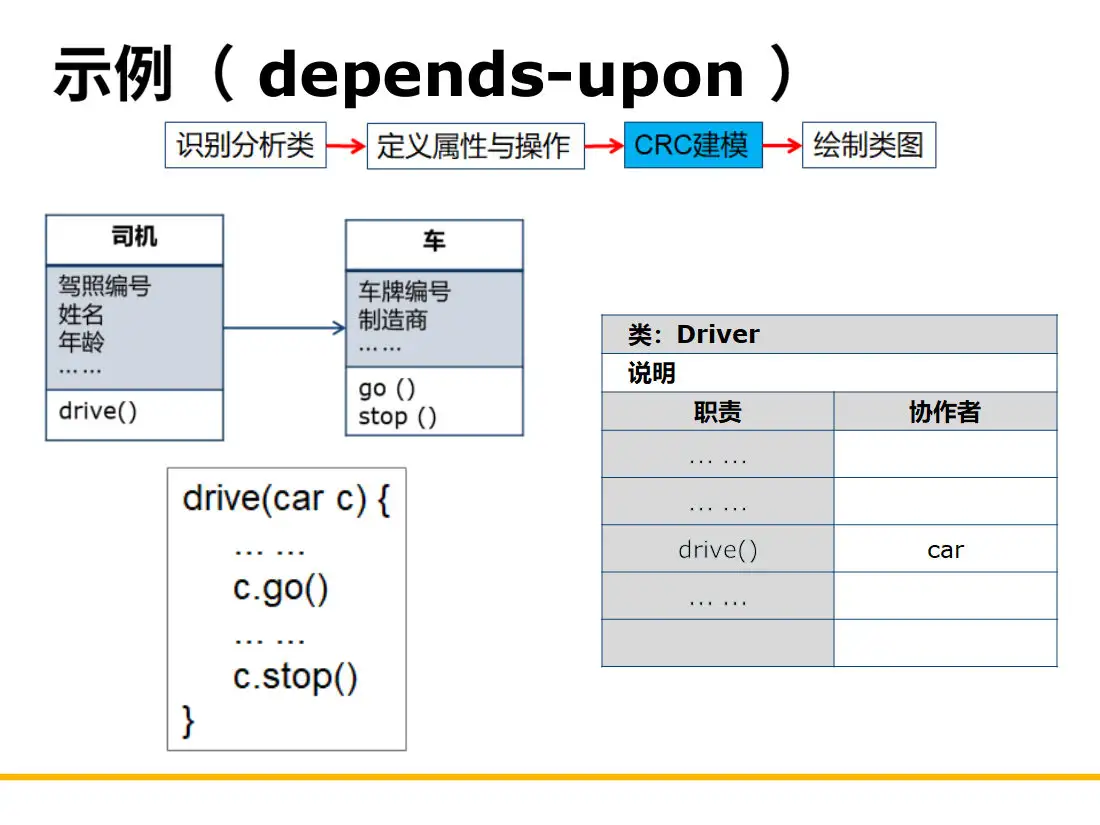 示例（ depends-upon ）
识别分析类 定义属性与操作 CRC建模 绘制类图
司机
驾照编号
姓名
年龄
... ...
drive()
车
车牌编号
制造商
... ...
go ()
stop ()
drive(car c) {
... ...
c.go()
... ...
c.stop()
}
类：Driver
说明
职责 协作者
... ...
... ...
drive() car
... ...